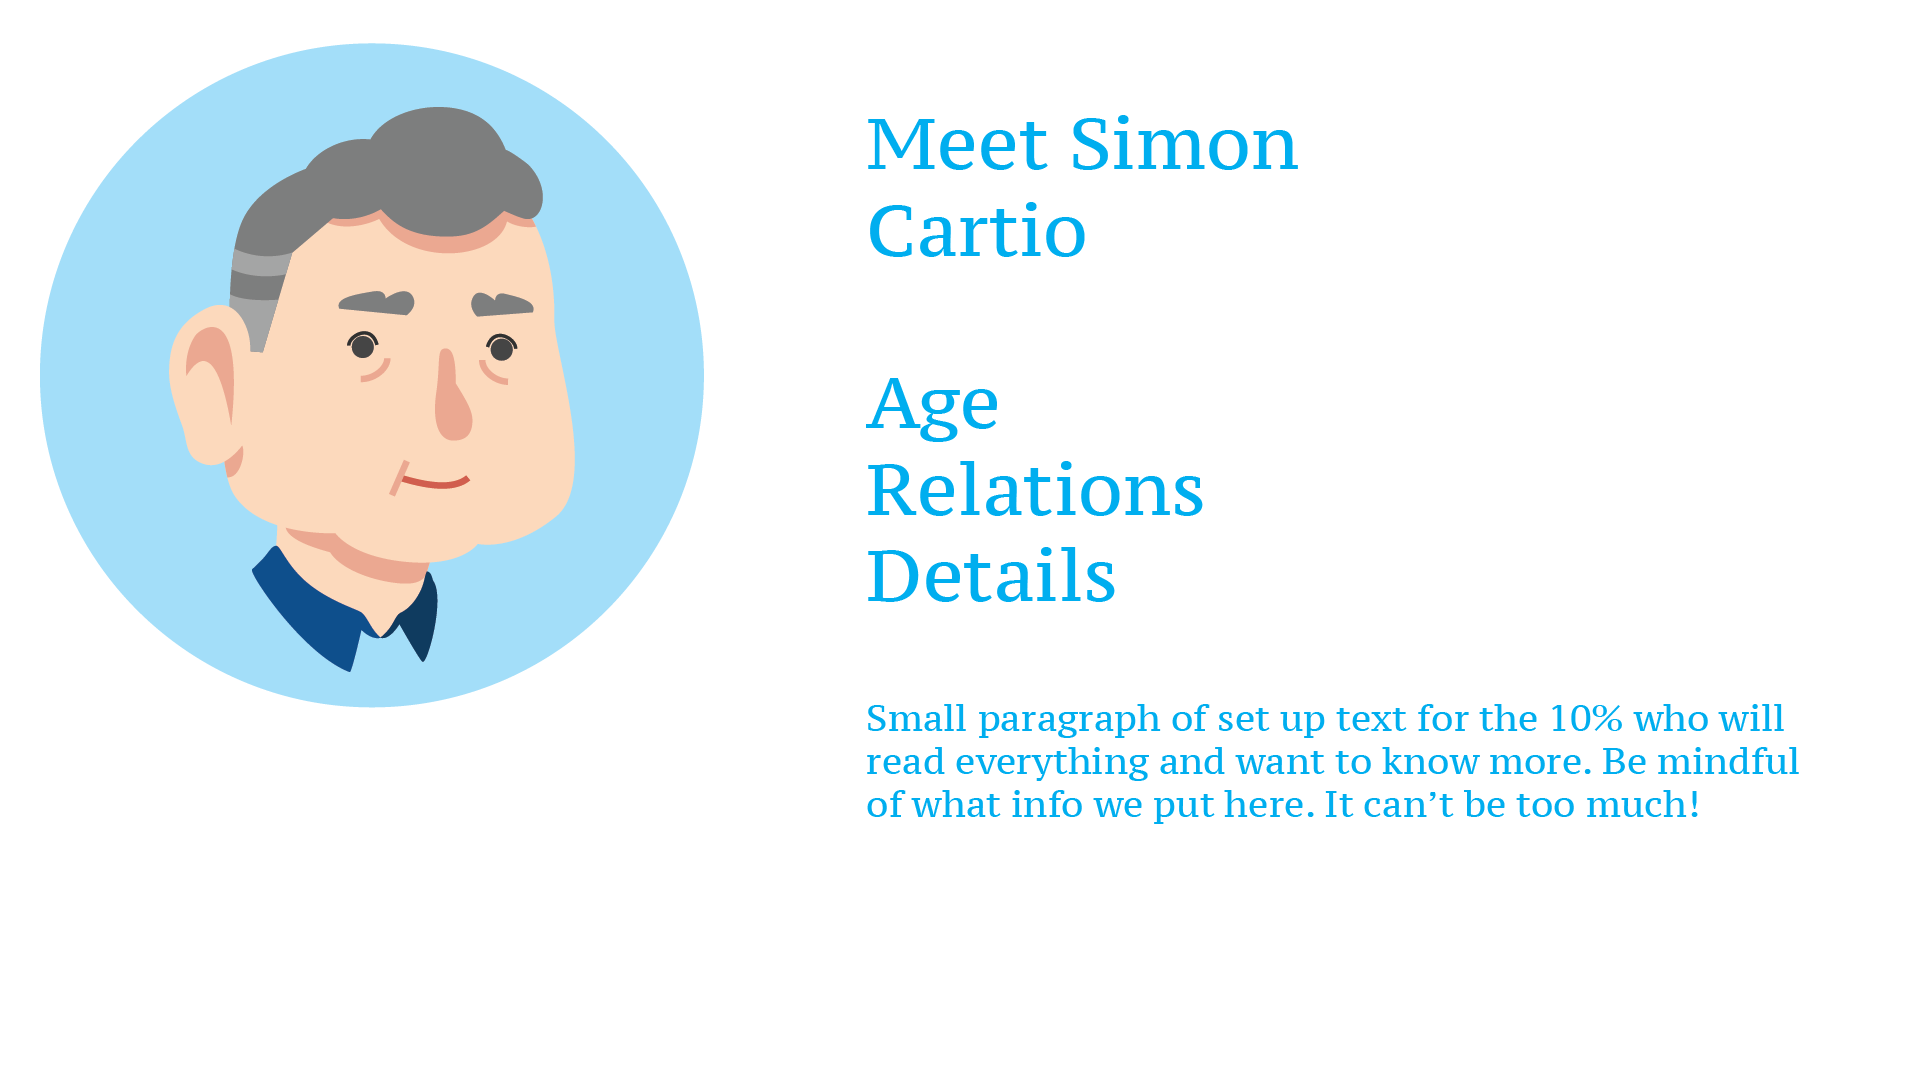 Meet Simon
Cartio
Age
Relations
Details
Small paragraph of set up text for the 10% who will
read everything and want to know more. Be mindful
of what info we put here. It can’t be too much!